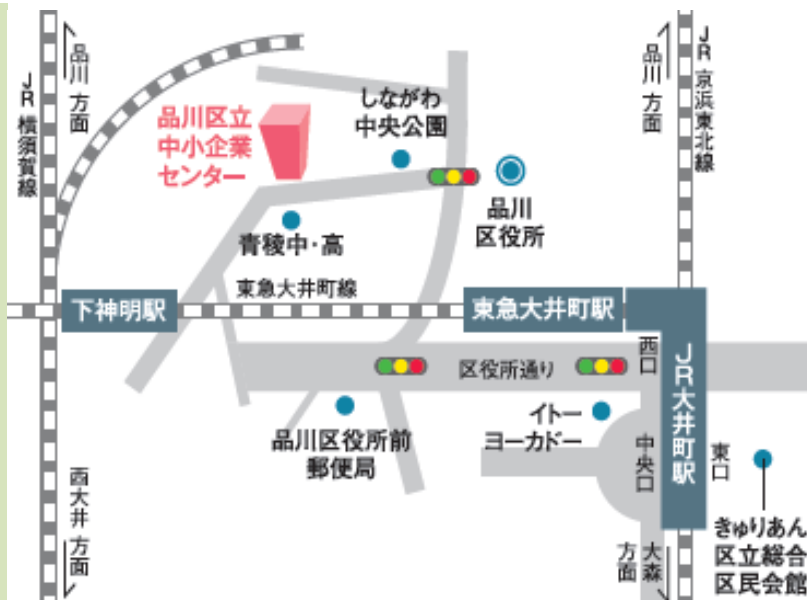 品川 方面
JR 横須賀線
品川区立
中小企業
センター
しながわ
中央公園
品川
区役所
品川 方面
JR 京浜東北線
青稜中・高
東急大井町線
下神明駅
東急大井町駅
西口
JR大井町駅
区役所通り
イトー
ヨーカドー
品川区役所前
郵便局
中央口
東口
きゅりあん
区立総合
区民会館
西大井 方面
大森
方面